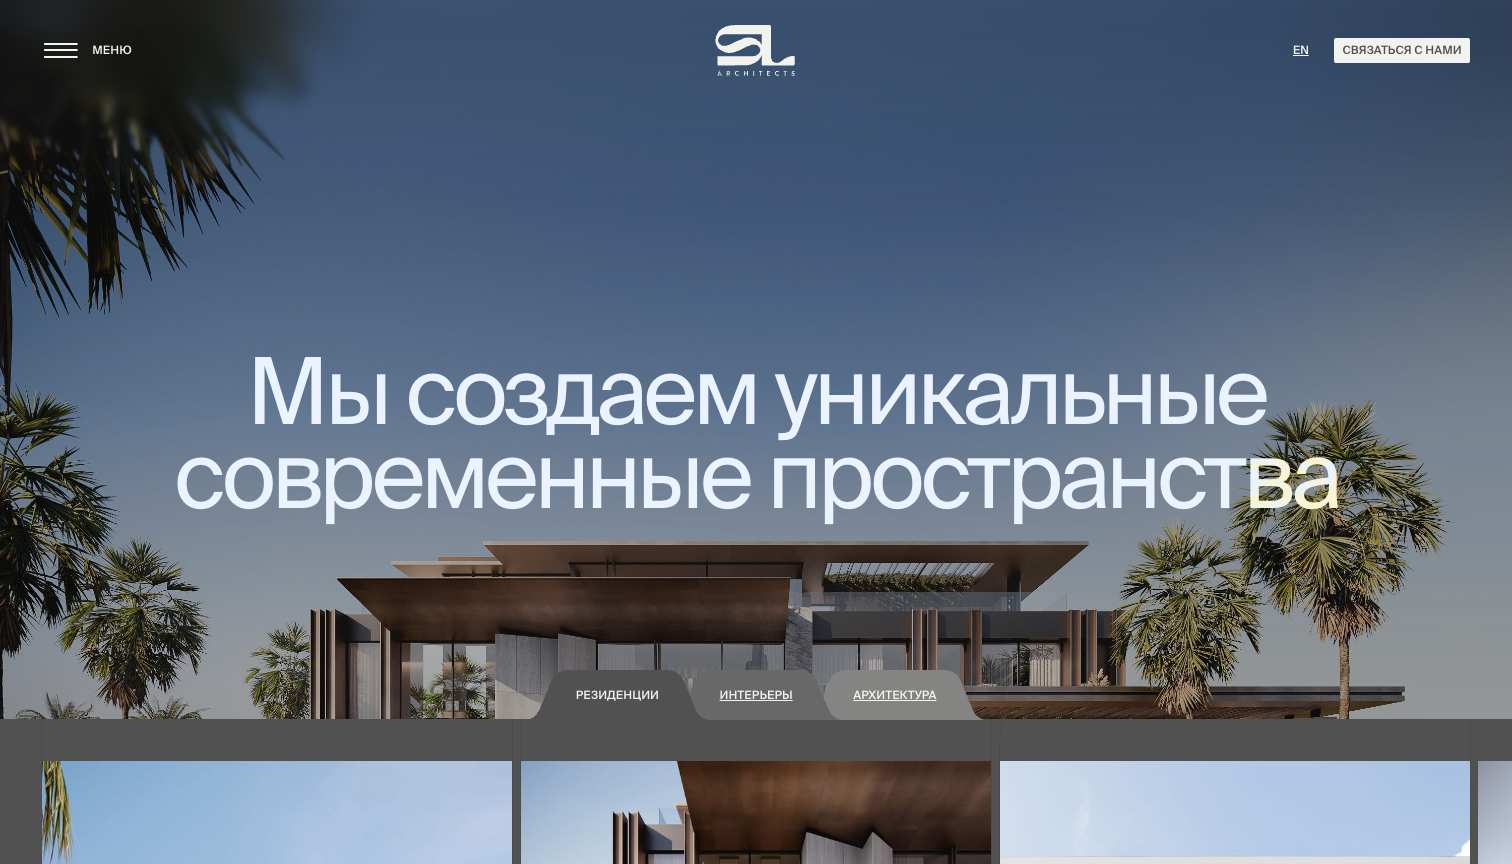 МЕНЮ
SL
ARCHITECTS
EN
СВЯЗАТЬСЯ С НАМИ
Мы создаем уникальные
современные пространства
РЕЗИДЕНЦИИ
ИНТЕРЬЕРЫ
АРХИТЕКТУРА